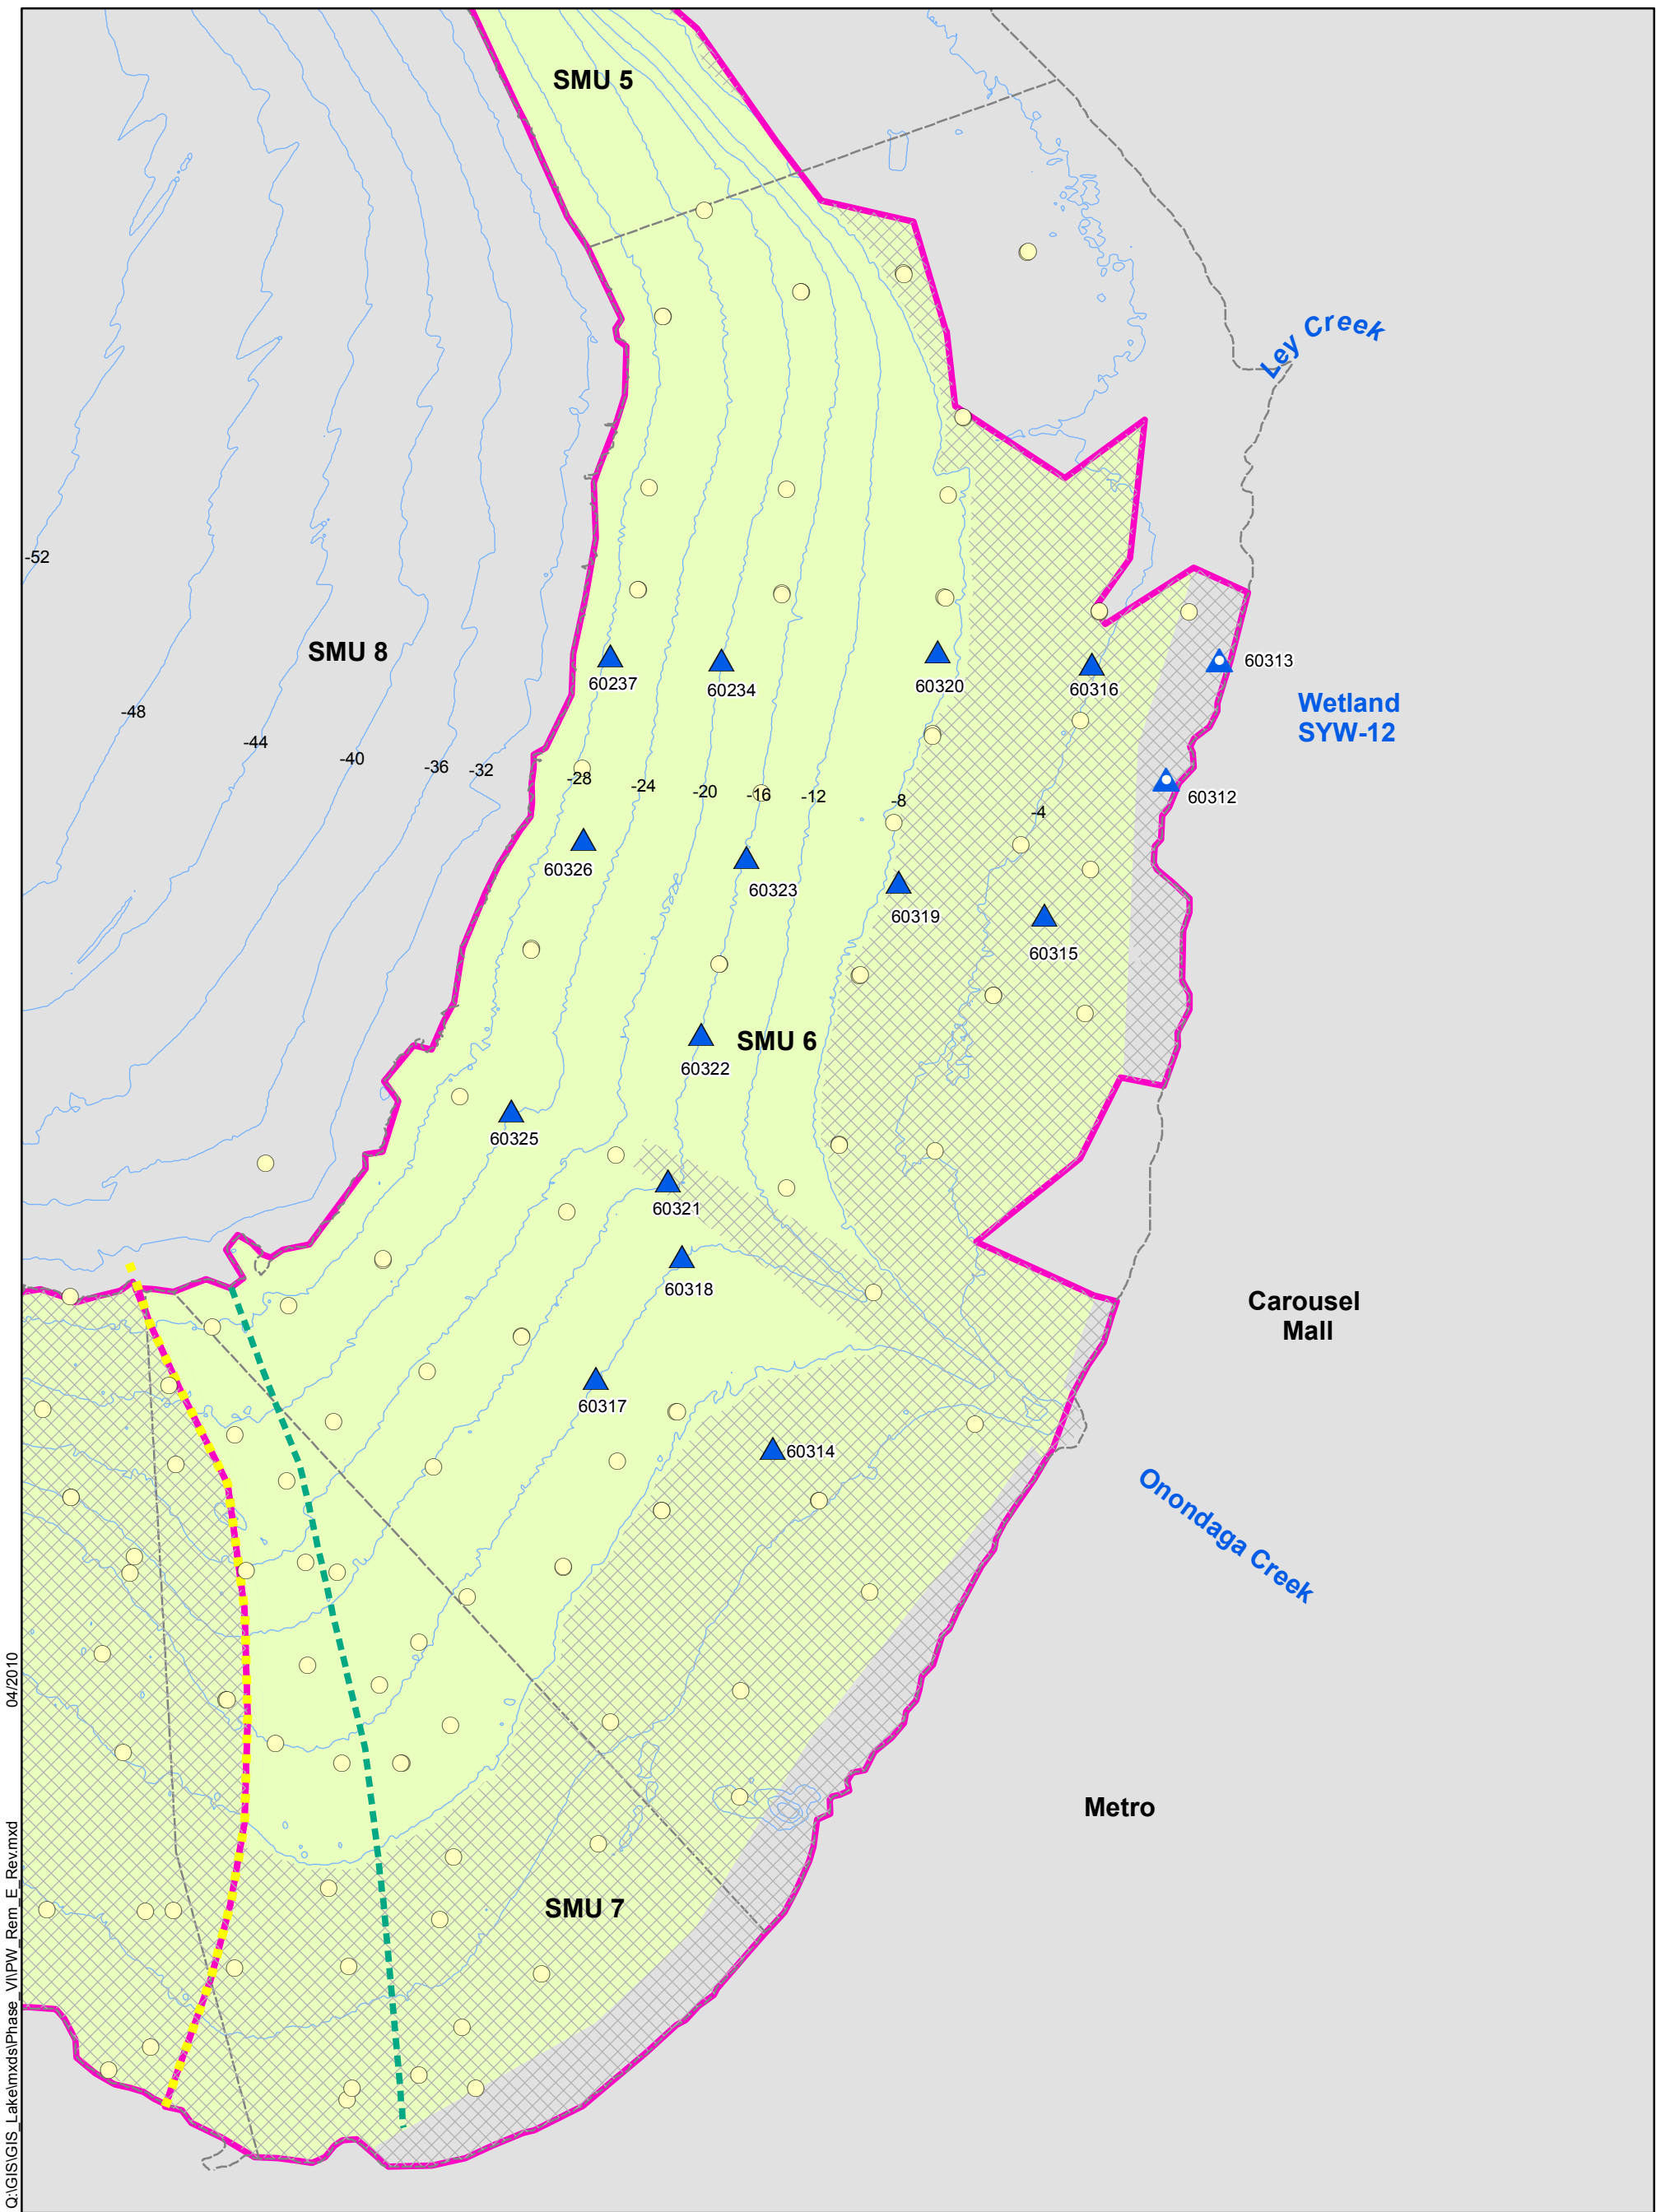 SMU 5
Ley Creek
-52
SMU 8
60237
60234
60320
60316
60313
Wetland
SYW-12
-48
-44
-40
-36
-32
-28
-24
-20
-16
-12
-8
-4
60312
60326
60323
60319
60315
SMU 6
60322
60325
60321
60318
Carousel
Mall
60317
60314
Onondaga Creek
Metro
SMU 7
Q:\GIS\GIS_Lake\mxds\Phase_VI\PW_Rem_E_Rev.mxd 04/2010